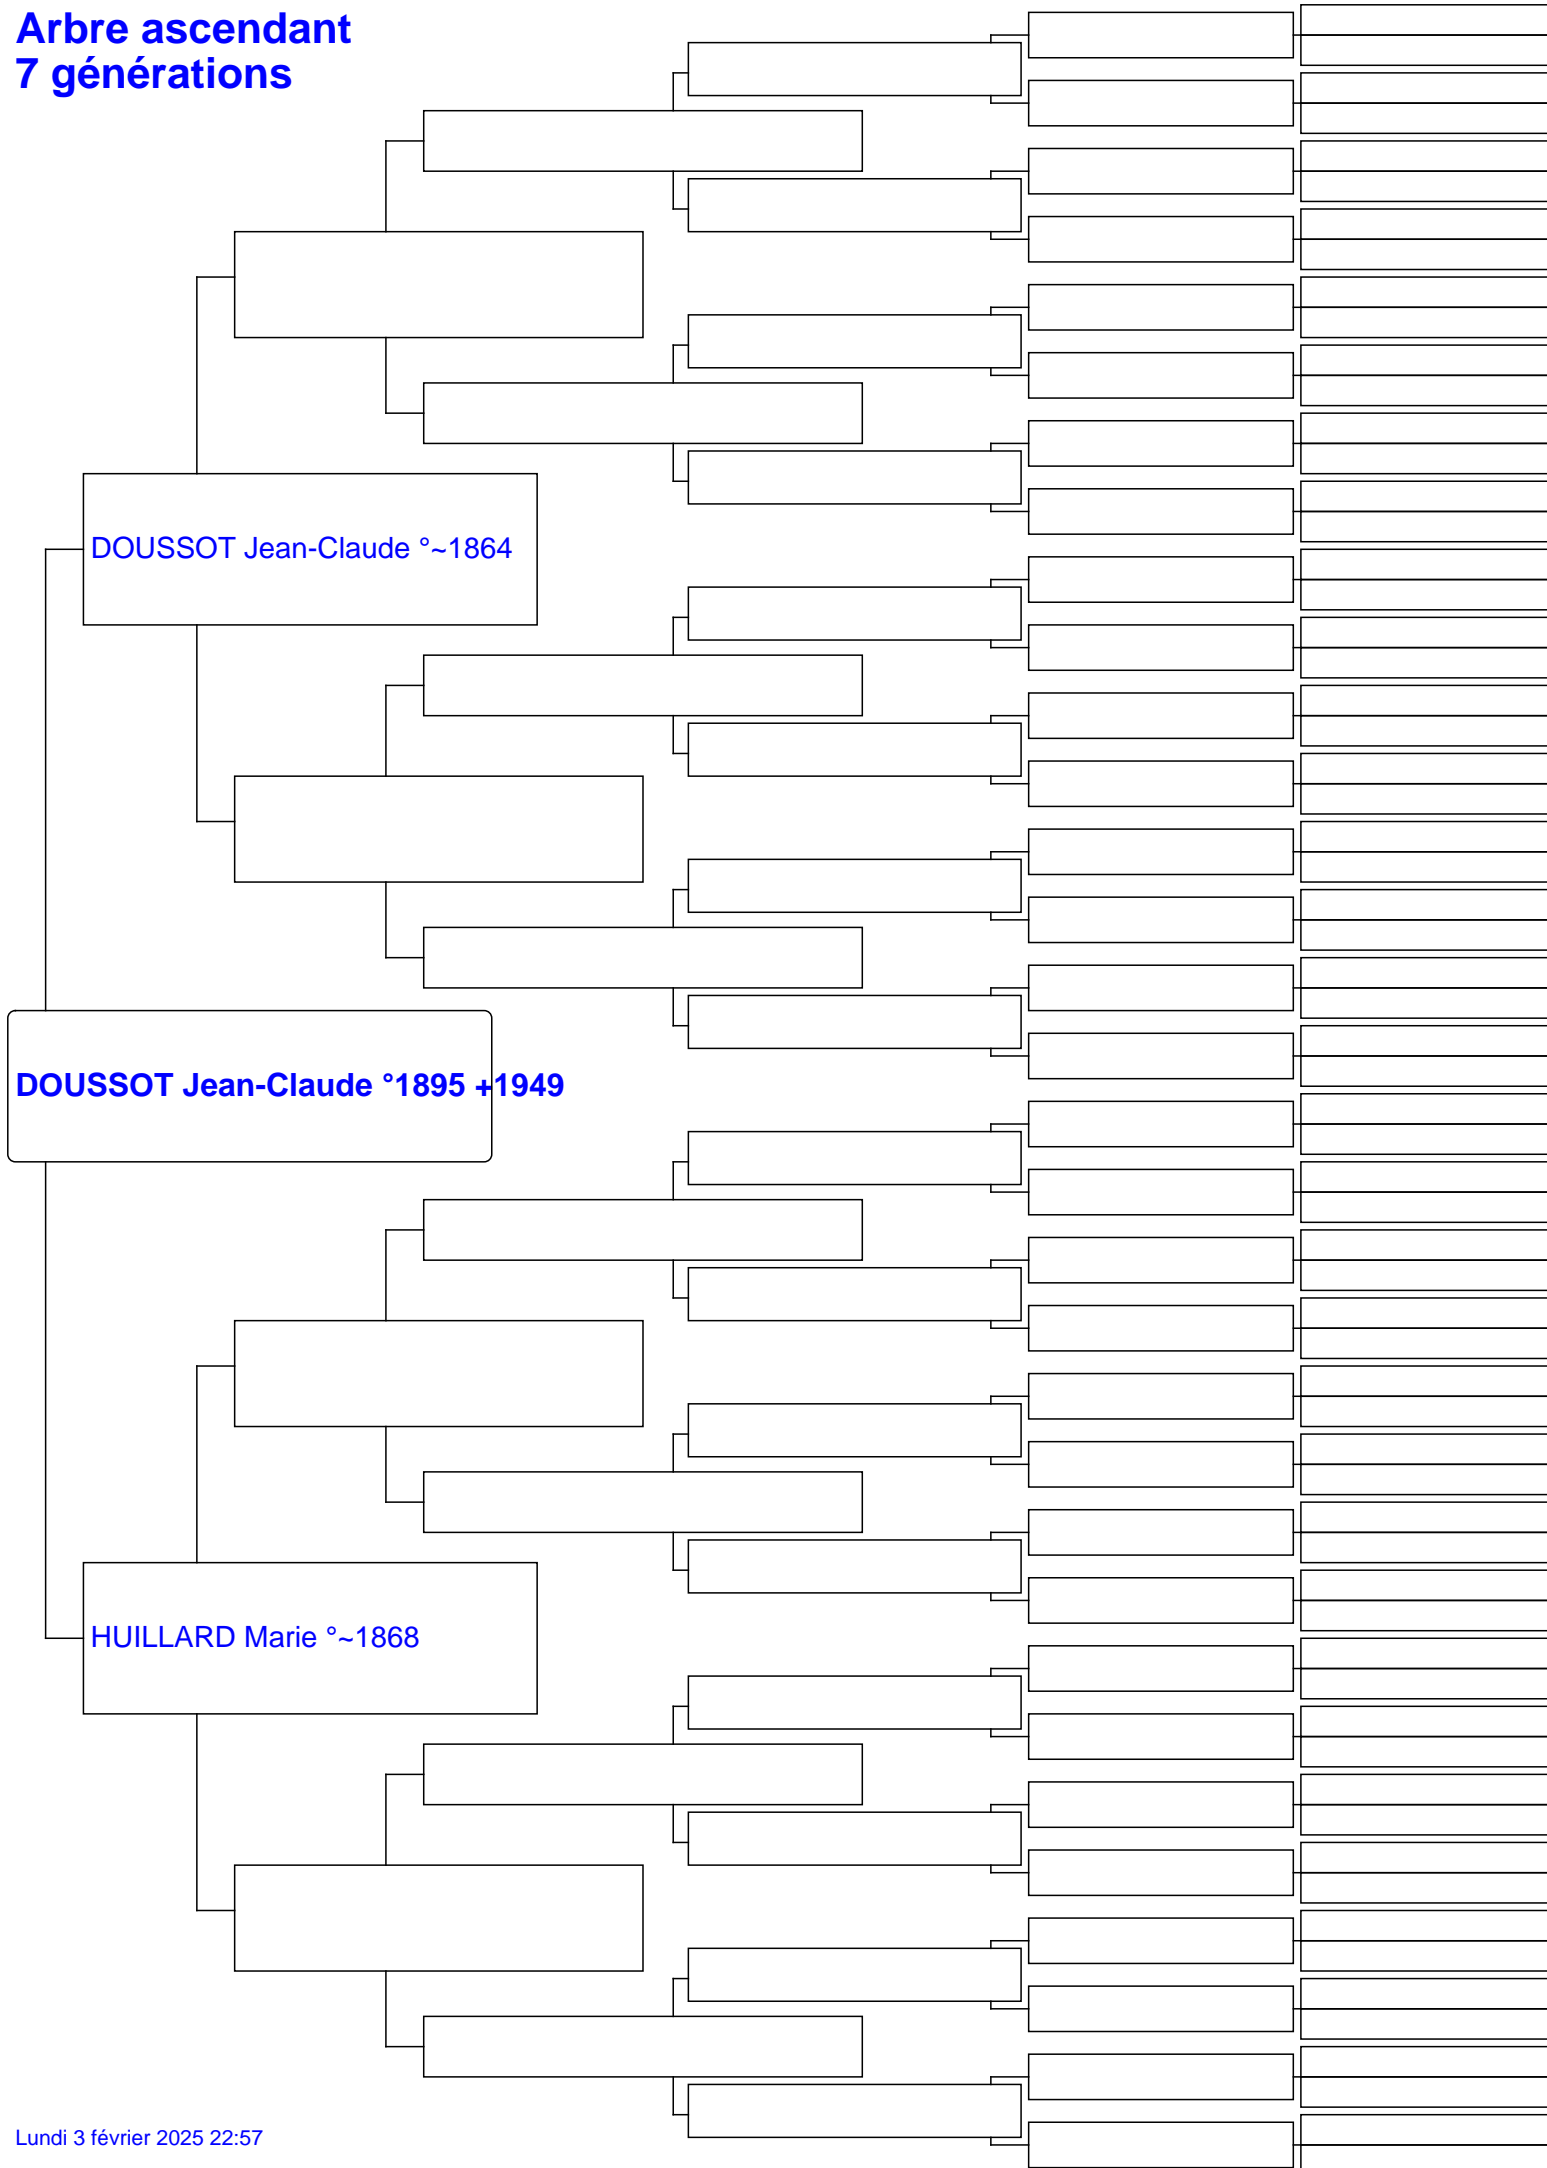 Arbre ascendant
7 générations
DOUSSOT Jean-Claude °~1864
DOUSSOT Jean-Claude °1895 +1949
HUILLARD Marie °~1868
Lundi 3 février 2025 22:57